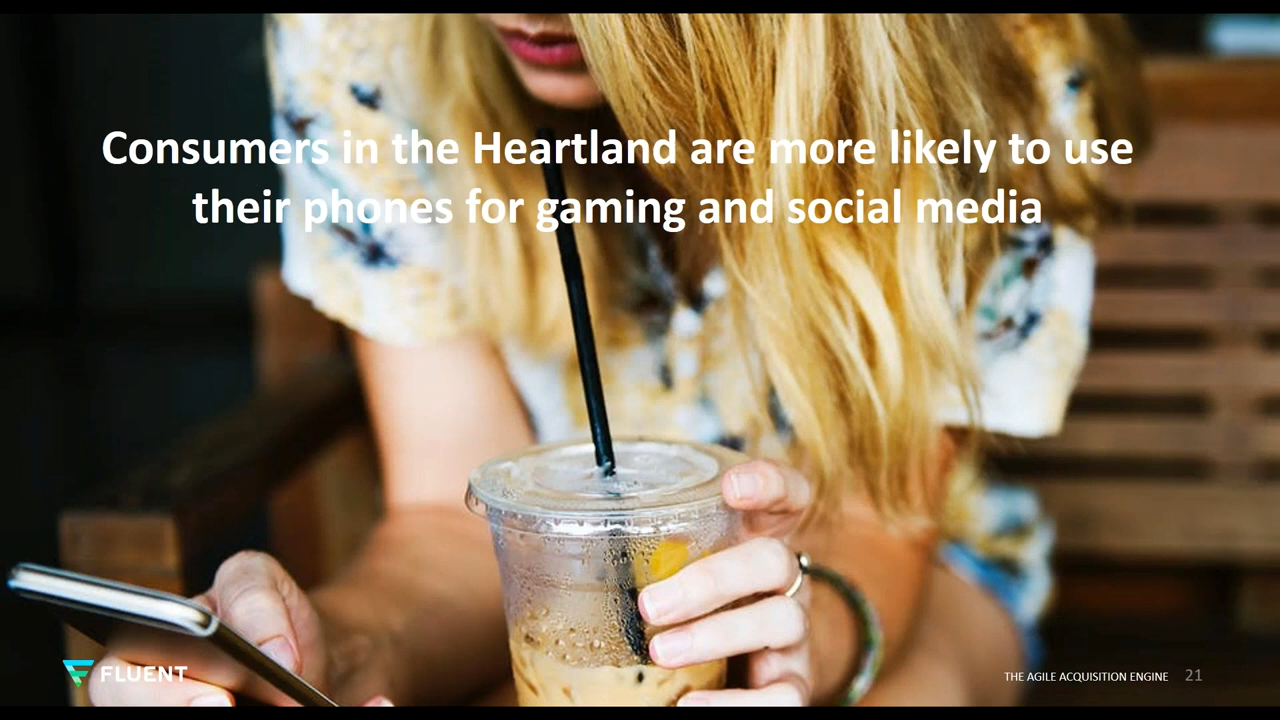 Consumers in the Heartland are more likely to use
their phones for gaming and social media
FLUENT
THE AGILE ACQUISITION ENGINE 21